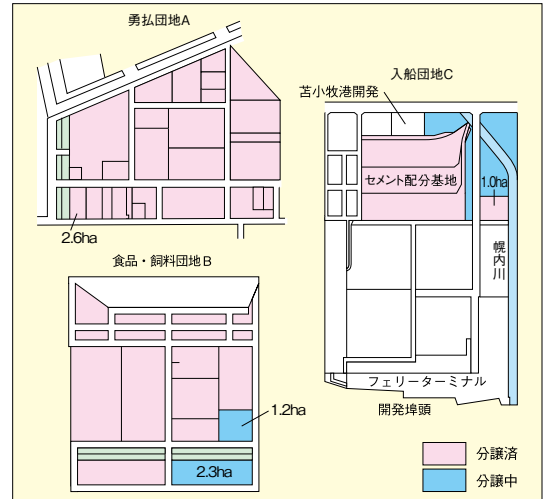 勇払団地A
2.6ha
食品・飼料団地B
1.2ha
2.3ha
入船団地C
苫小牧港開発
セメント配分基地
1.0ha
幌内川
フェリーターミナル
開発埠頭
分譲済
分譲中